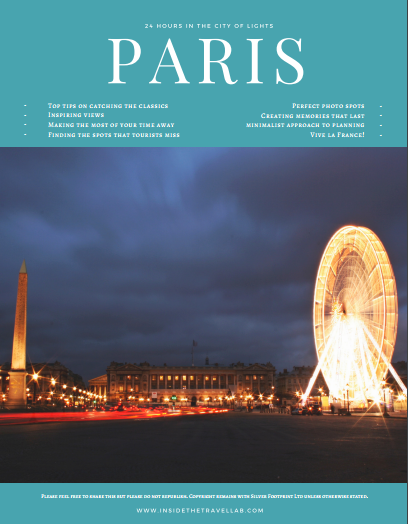 24 HOURS IN THE CITY OF LIGHTS
PARIS
- Top tips on catching the classics
- Inspiring views
- Making the most of your time away
- Finding the spots that tourists miss
Perfect photo spots -
Creating memories that last
minimalist approach to planning -
Vive la France! -
Please feel free to share this but please do not republish. Copyright remains with Silver Footprint Ltd unless otherwise stated.
WWW.INSIDETHETRAVELLAB.COM